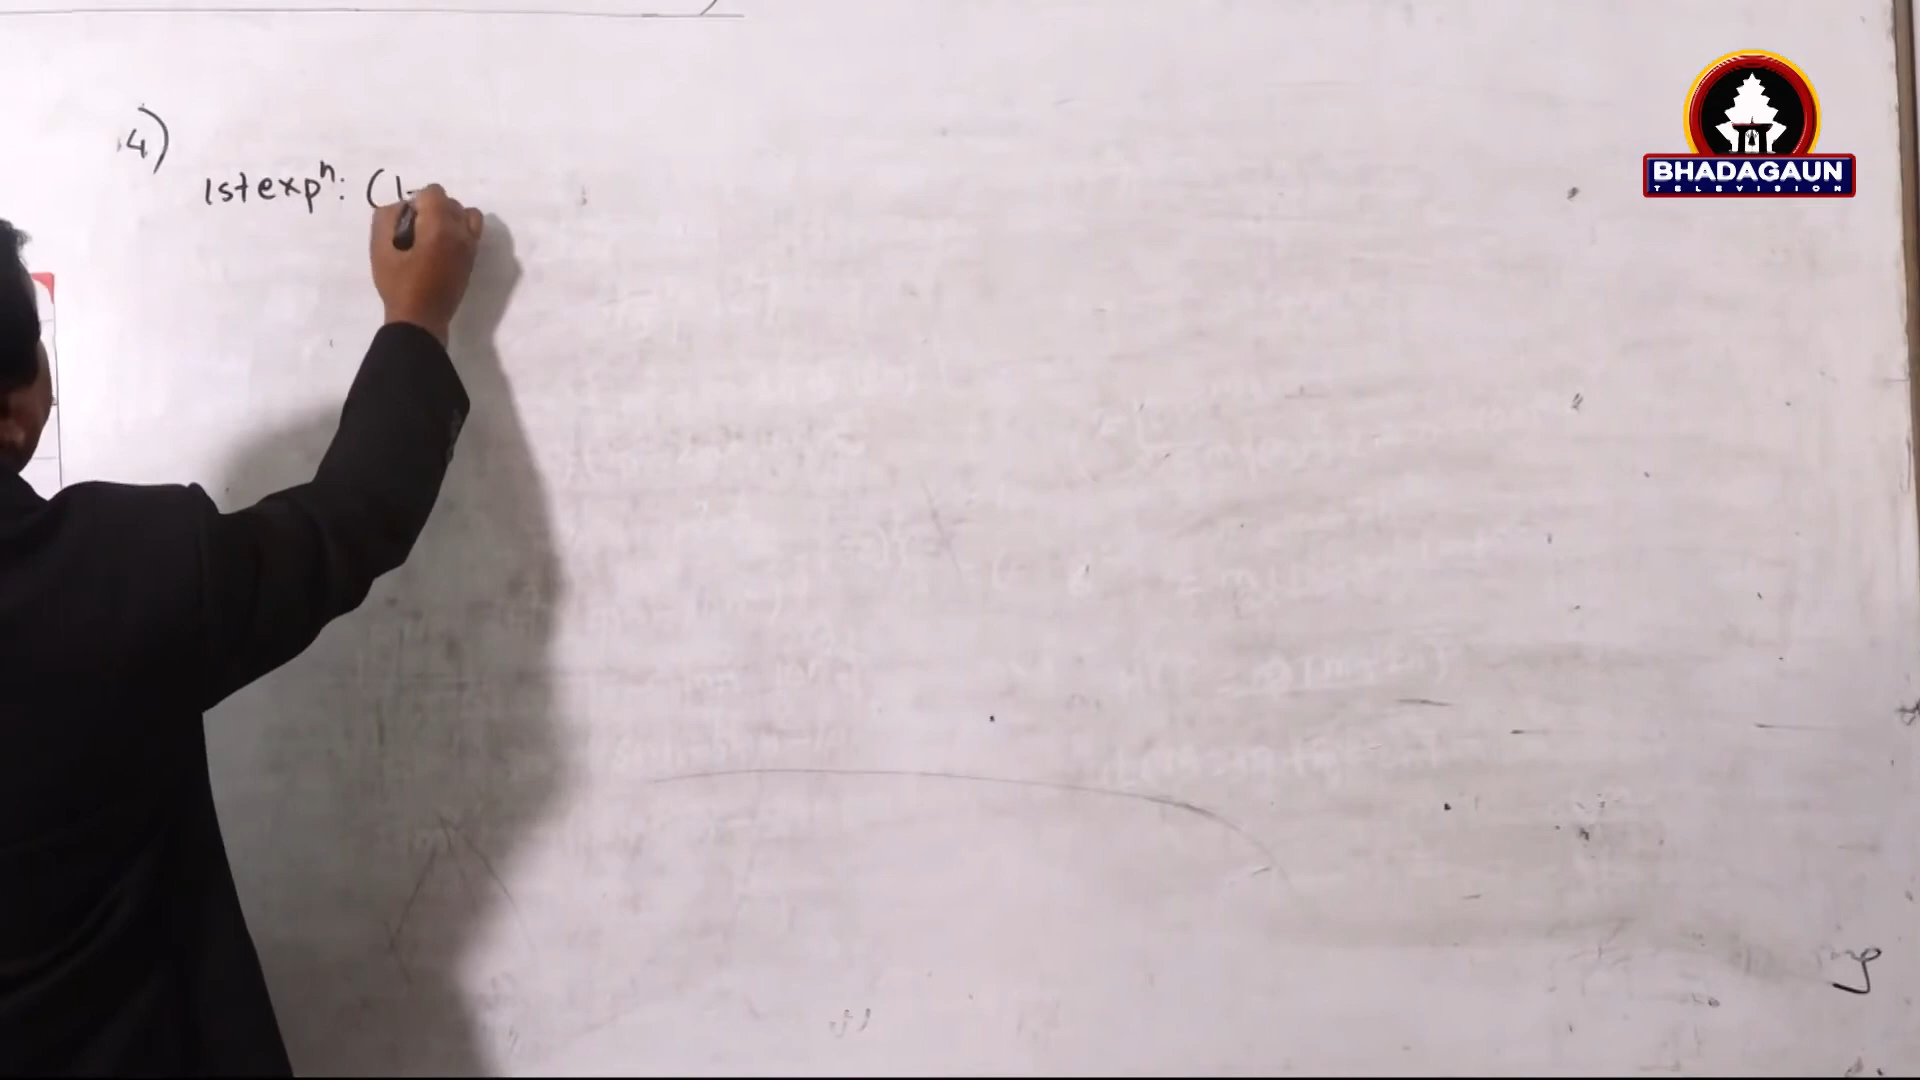 4)
1st expⁿ: (1-
BHADAGAUN
TELEVISION